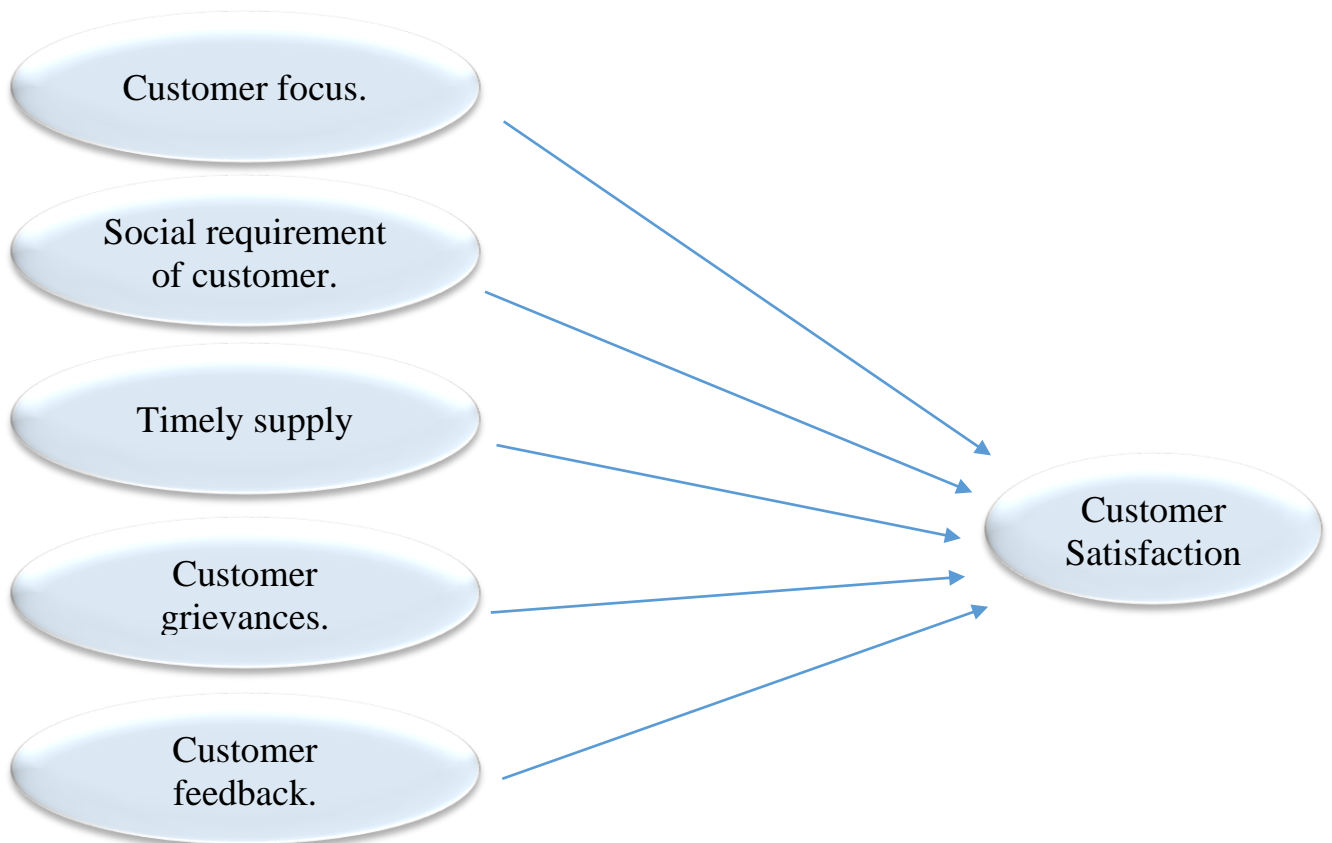 Customer focus.
Social requirement
of customer.
Timely supply
Customer
grievances.
Customer
feedback.
Customer
Satisfaction